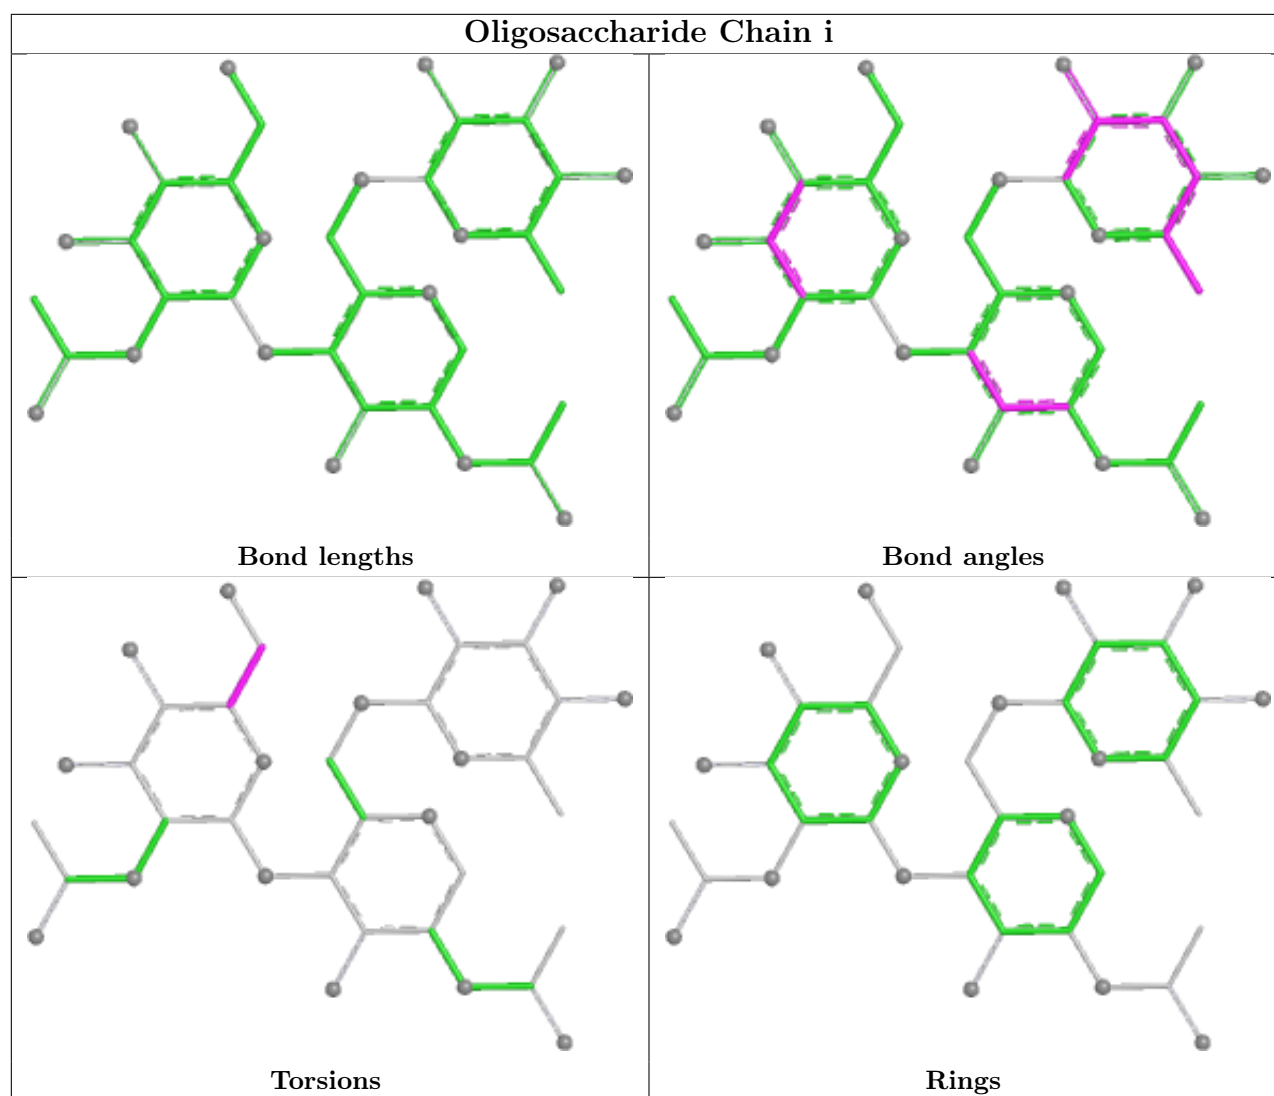 Oligosaccharide Chain i
Bond lengths
Bond angles
Torsions
Rings